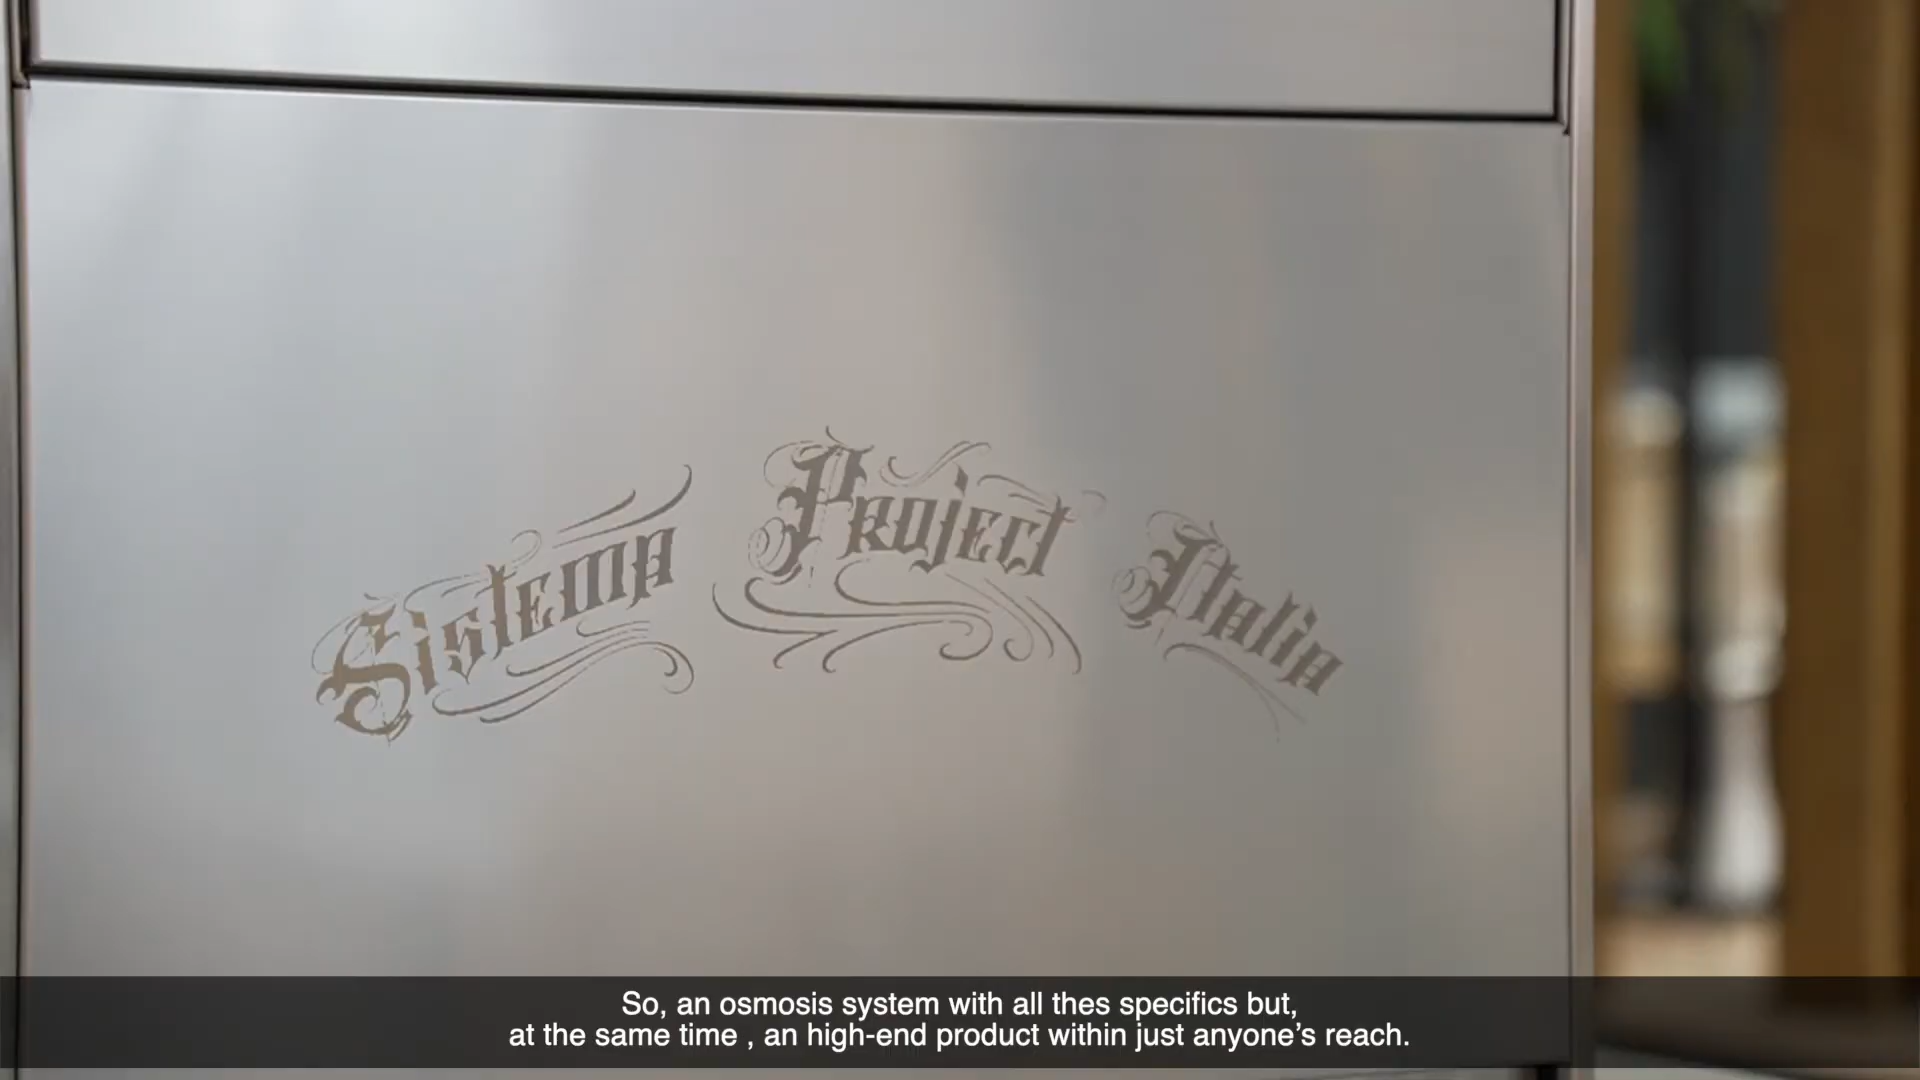 Sistema Project Italia
So, an osmosis system with all thes specifics but,
at the same time , an high-end product within just anyone’s reach.